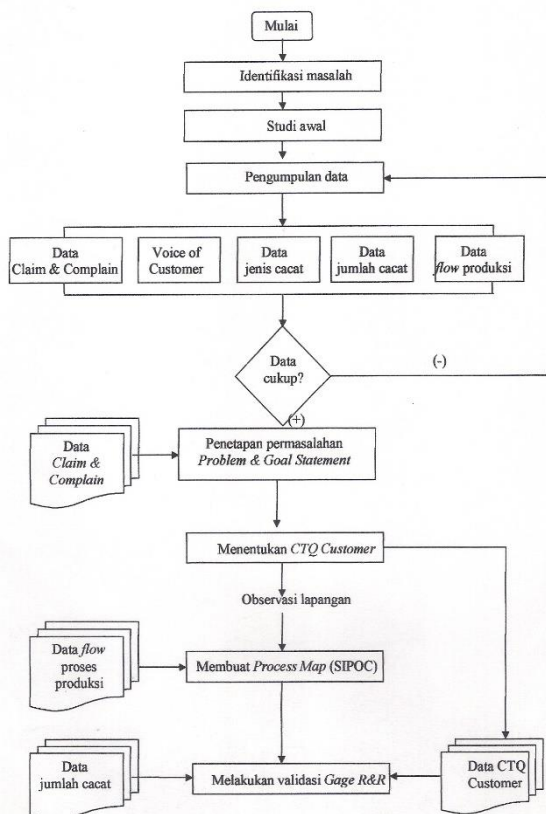 Mulai
Identifikasi masalah
Studi awal
Pengumpulan data
Data
Claim & Complain
Voice of
Customer
Data
jenis cacat
Data
jumlah cacat
Data
flow produksi
Data
cukup?
(-)
(+)
Data
Claim &
Complain
Penetapan permasalahan
Problem & Goal Statement
Menentukan CTQ Customer
Observasi lapangan
Data flow
proses
produksi
Membuat Process Map (SIPOC)
Data
jumlah cacat
Melakukan validasi Gage R&R
Data CTQ
Customer